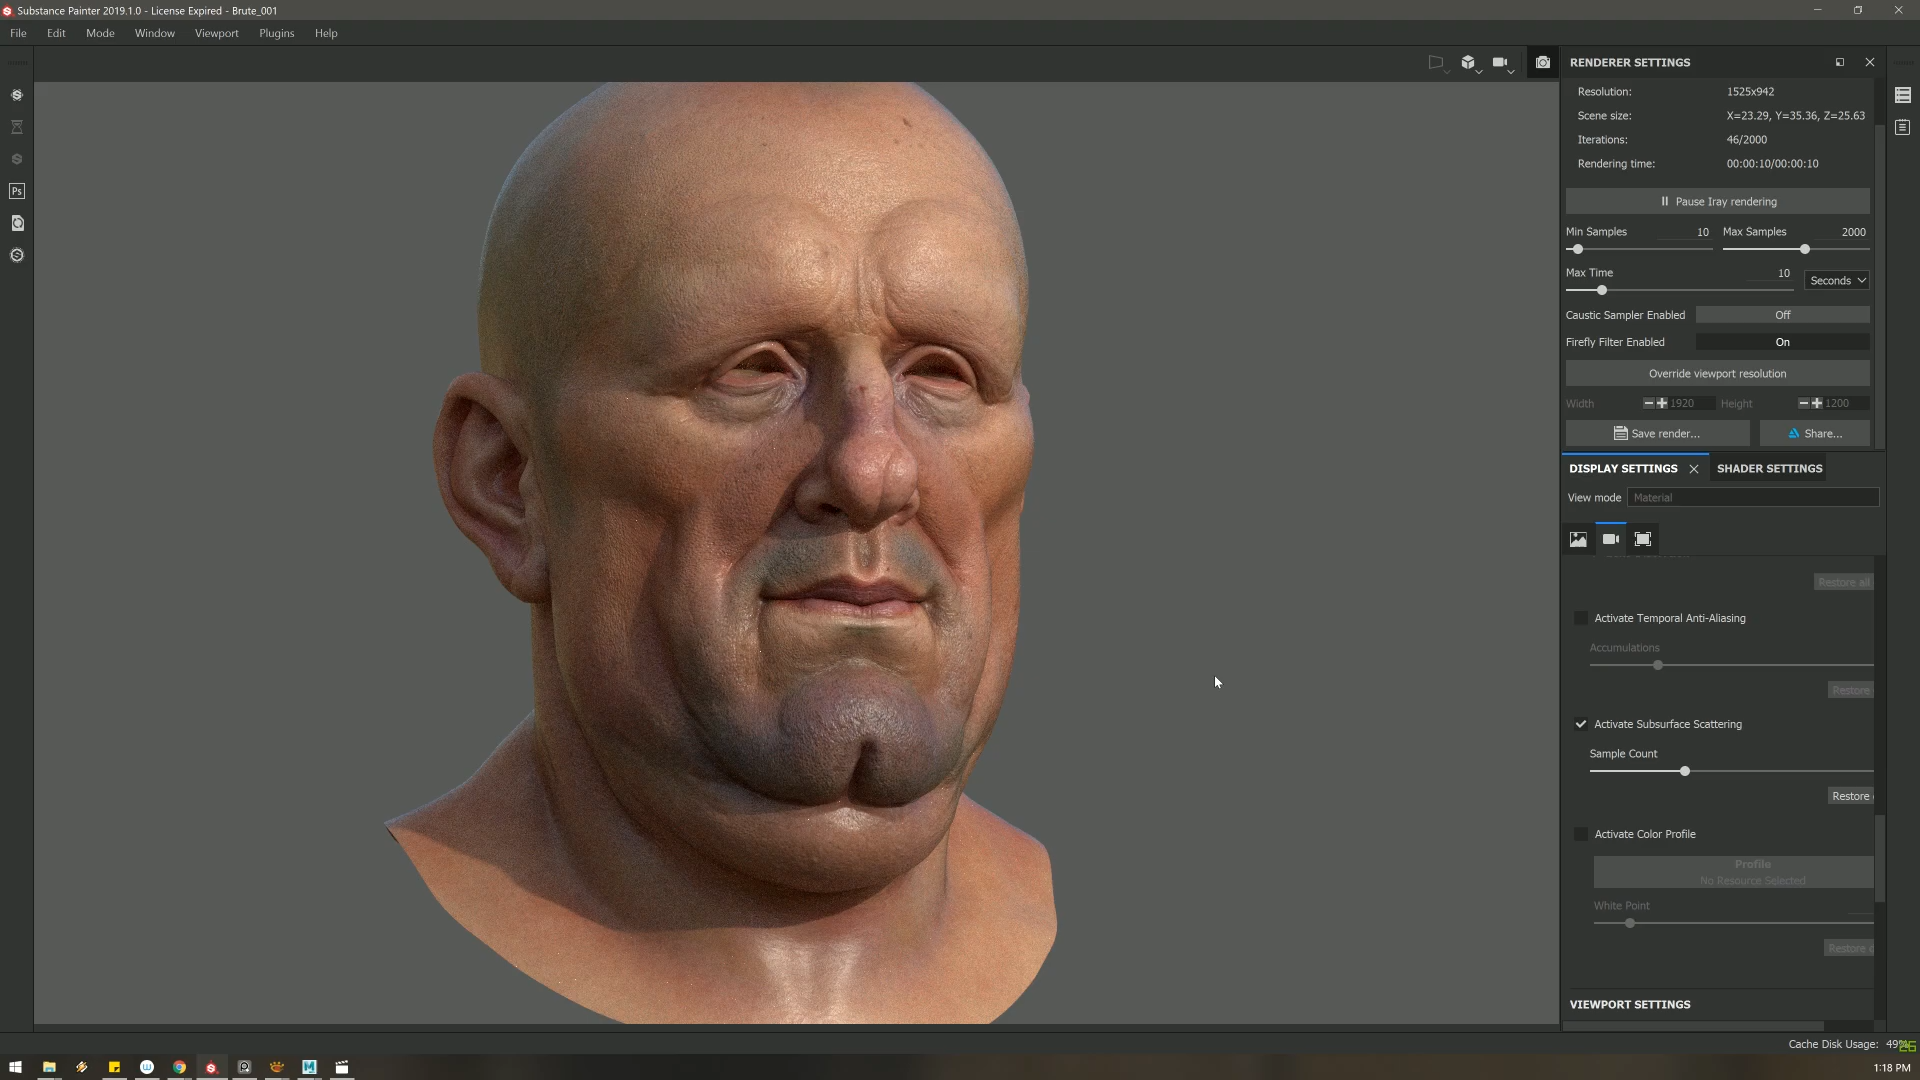 Substance Painter 2019.1.0 - License Expired - Brute_001
File Edit Mode Window Viewport Plugins Help
RENDERER SETTINGS
Resolution: 1525x942
Scene size: X=23.29, Y=35.36, Z=25.63
Iterations: 46/2000
Rendering time: 00:00:10/00:00:10
Pause Iray rendering
Min Samples 10 Max Samples 2000
Max Time 10 Seconds
Caustic Sampler Enabled Off
Firefly Filter Enabled On
Override viewport resolution
Width 1920 Height 1200
Save render... Share...
DISPLAY SETTINGS SHADER SETTINGS
View mode Material
Ps
Restore all
Activate Temporal Anti-Aliasing
Accumulations
Restore
Activate Subsurface Scattering
Sample Count
Restore
Activate Color Profile
Profile
No Resource Selected
White Point
Restore
VIEWPORT SETTINGS
Cache Disk Usage: 49%
1:18 PM